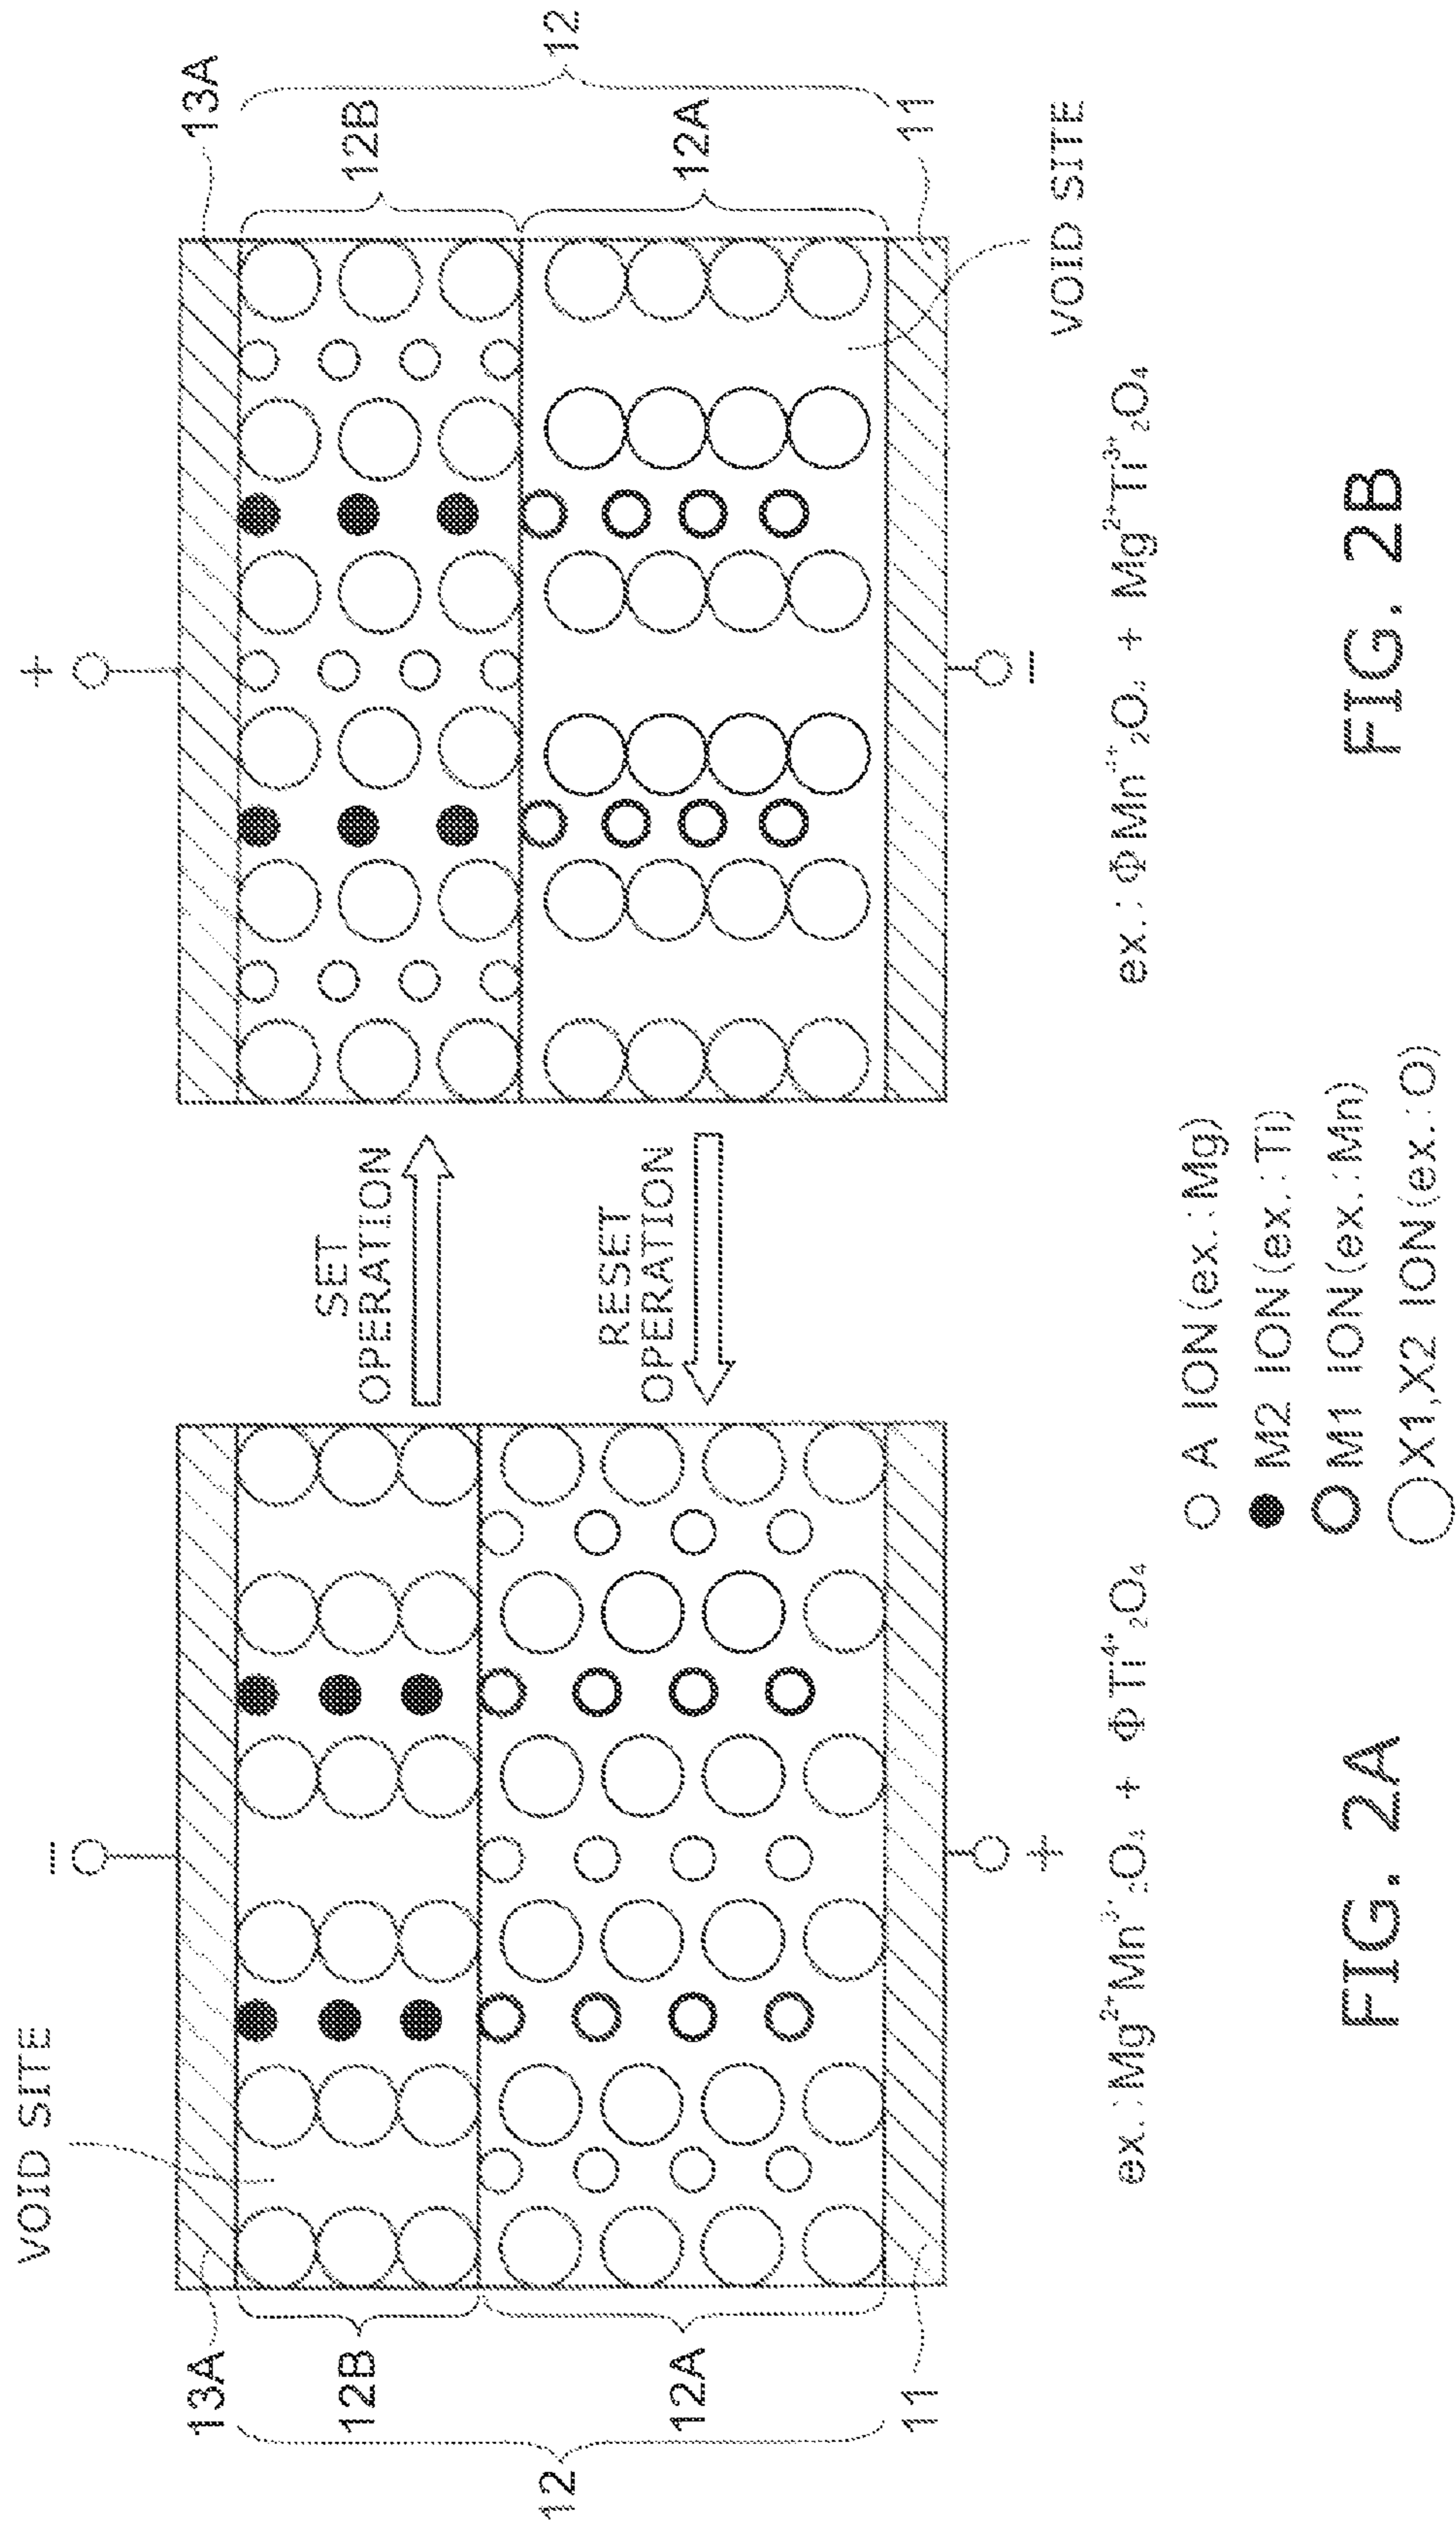 VOID SITE
−
13A
12B
12
12A
11
+
ex.:Mg²⁺Mn³⁺₂O₄ + ΦTi⁴⁺₂O₄
FIG. 2A
SET
OPERATION
RESET
OPERATION
+
13A
12B
12
12A
11
−
VOID SITE
ex.:ΦMn⁴⁺₂O₄ + Mg²⁺Ti³⁺₂O₄
FIG. 2B
A ION(ex.:Mg)
M2 ION(ex.:Ti)
M1 ION(ex.:Mn)
X1,X2 ION(ex.:O)